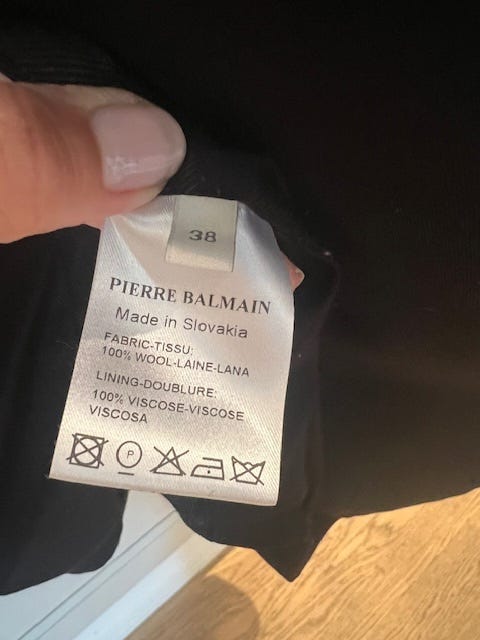 38
PIERRE BALMAIN
Made in Slovakia
FABRIC-TISSU:
100% WOOL-LAINE-LANA
LINING-DOUBLURE:
100% VISCOSE-VISCOSE
VISCOSA
P